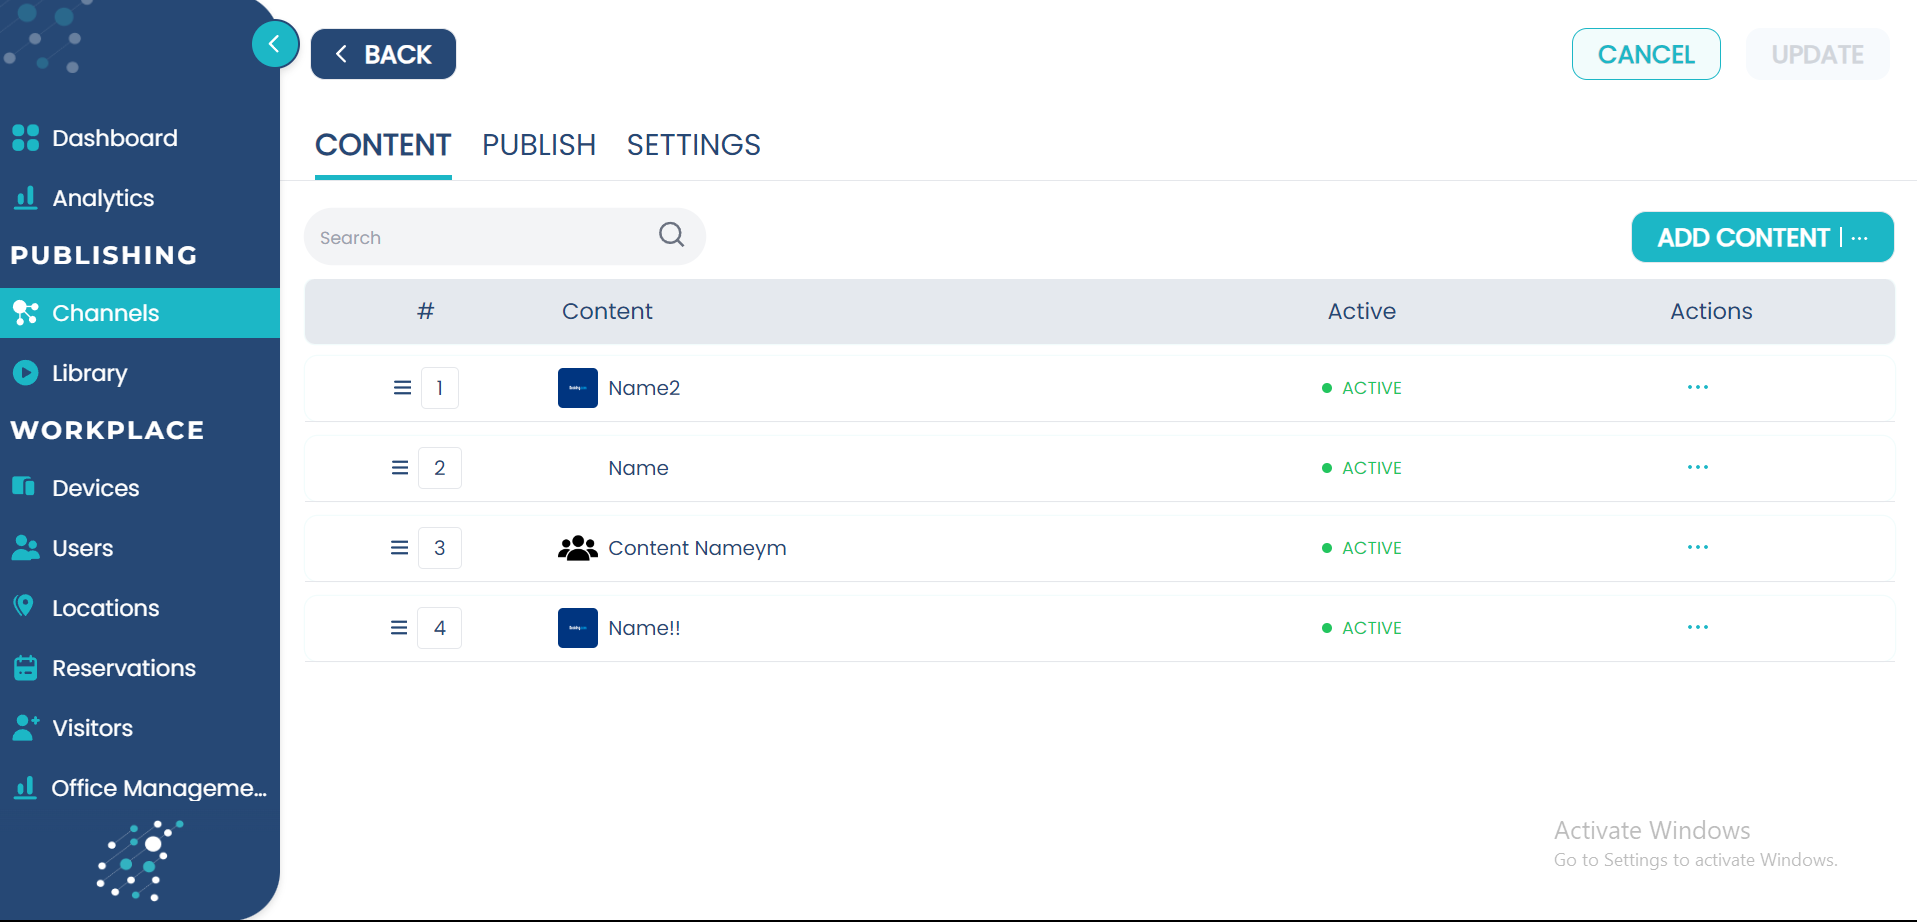 BACK
CANCEL
UPDATE
Dashboard
Analytics
PUBLISHING
Channels
Library
WORKPLACE
Devices
Users
Locations
Reservations
Visitors
Office Manageme...
CONTENT PUBLISH SETTINGS
Search
ADD CONTENT | ...
# Content Active Actions
1 Name2 ACTIVE ...
2 Name ACTIVE ...
3 Content Nameym ACTIVE ...
4 Name!! ACTIVE ...
Activate Windows
Go to Settings to activate Windows.